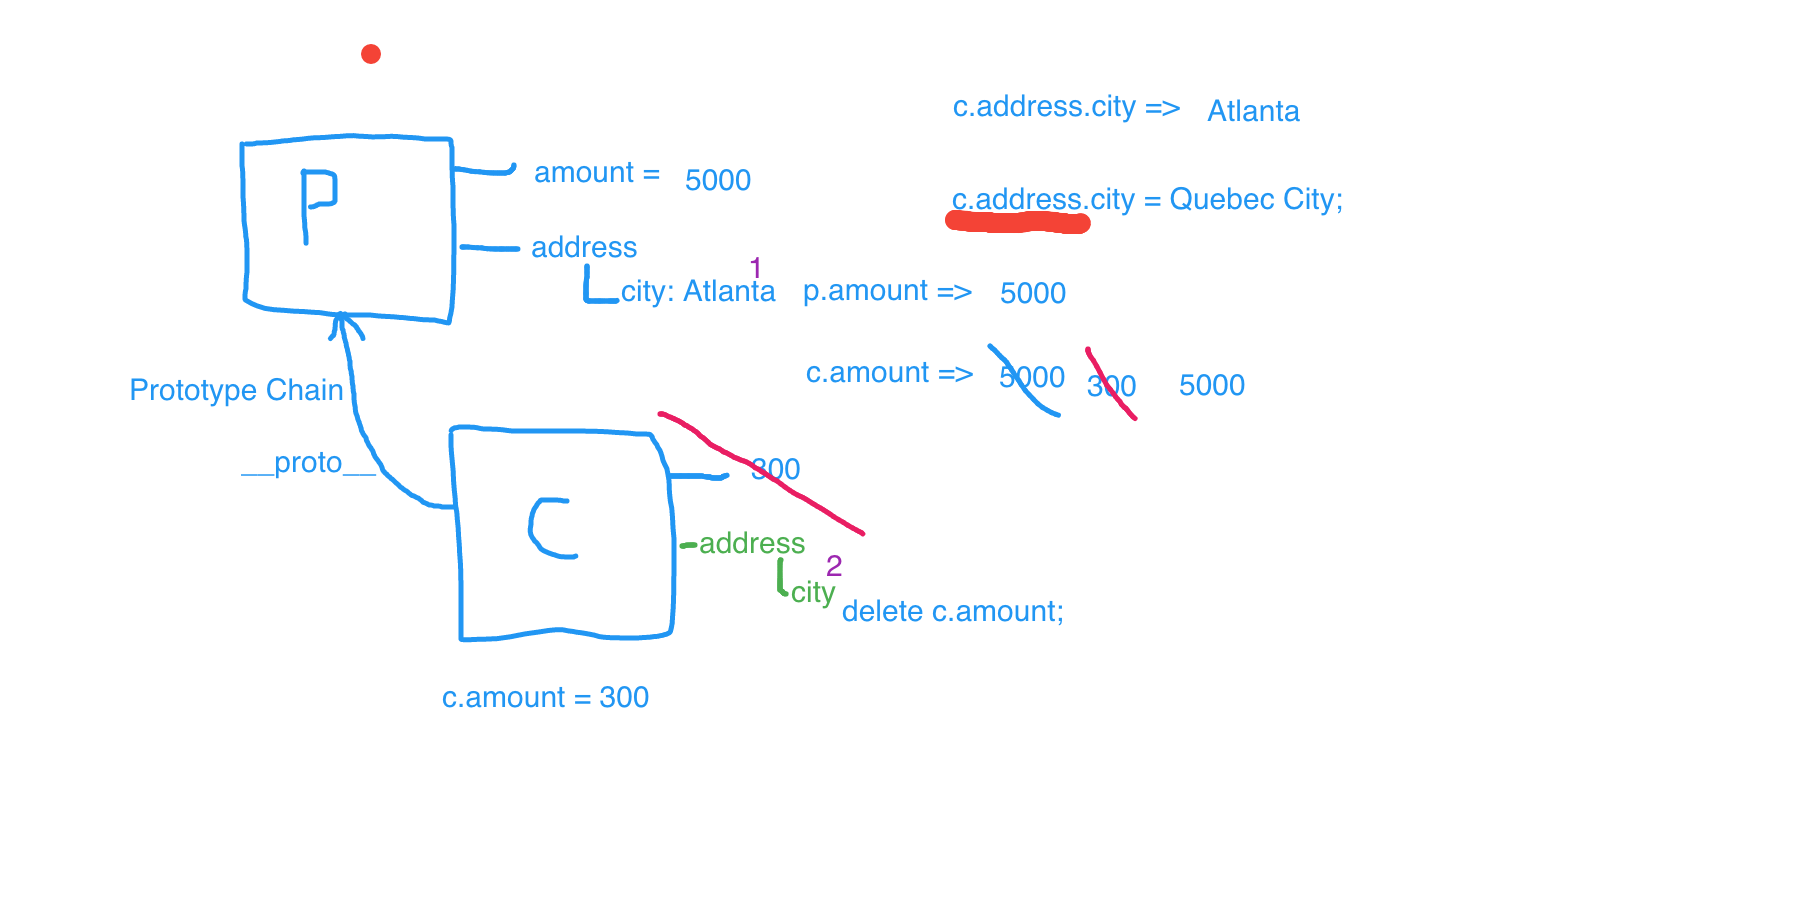 c.address.city => Atlanta
P
amount = 5000
c.address.city = Quebec City;
address
1
city: Atlanta
p.amount => 5000
c.amount => 5000 300 5000
Prototype Chain
__proto__
300
C
address
2
city
delete c.amount;
c.amount = 300